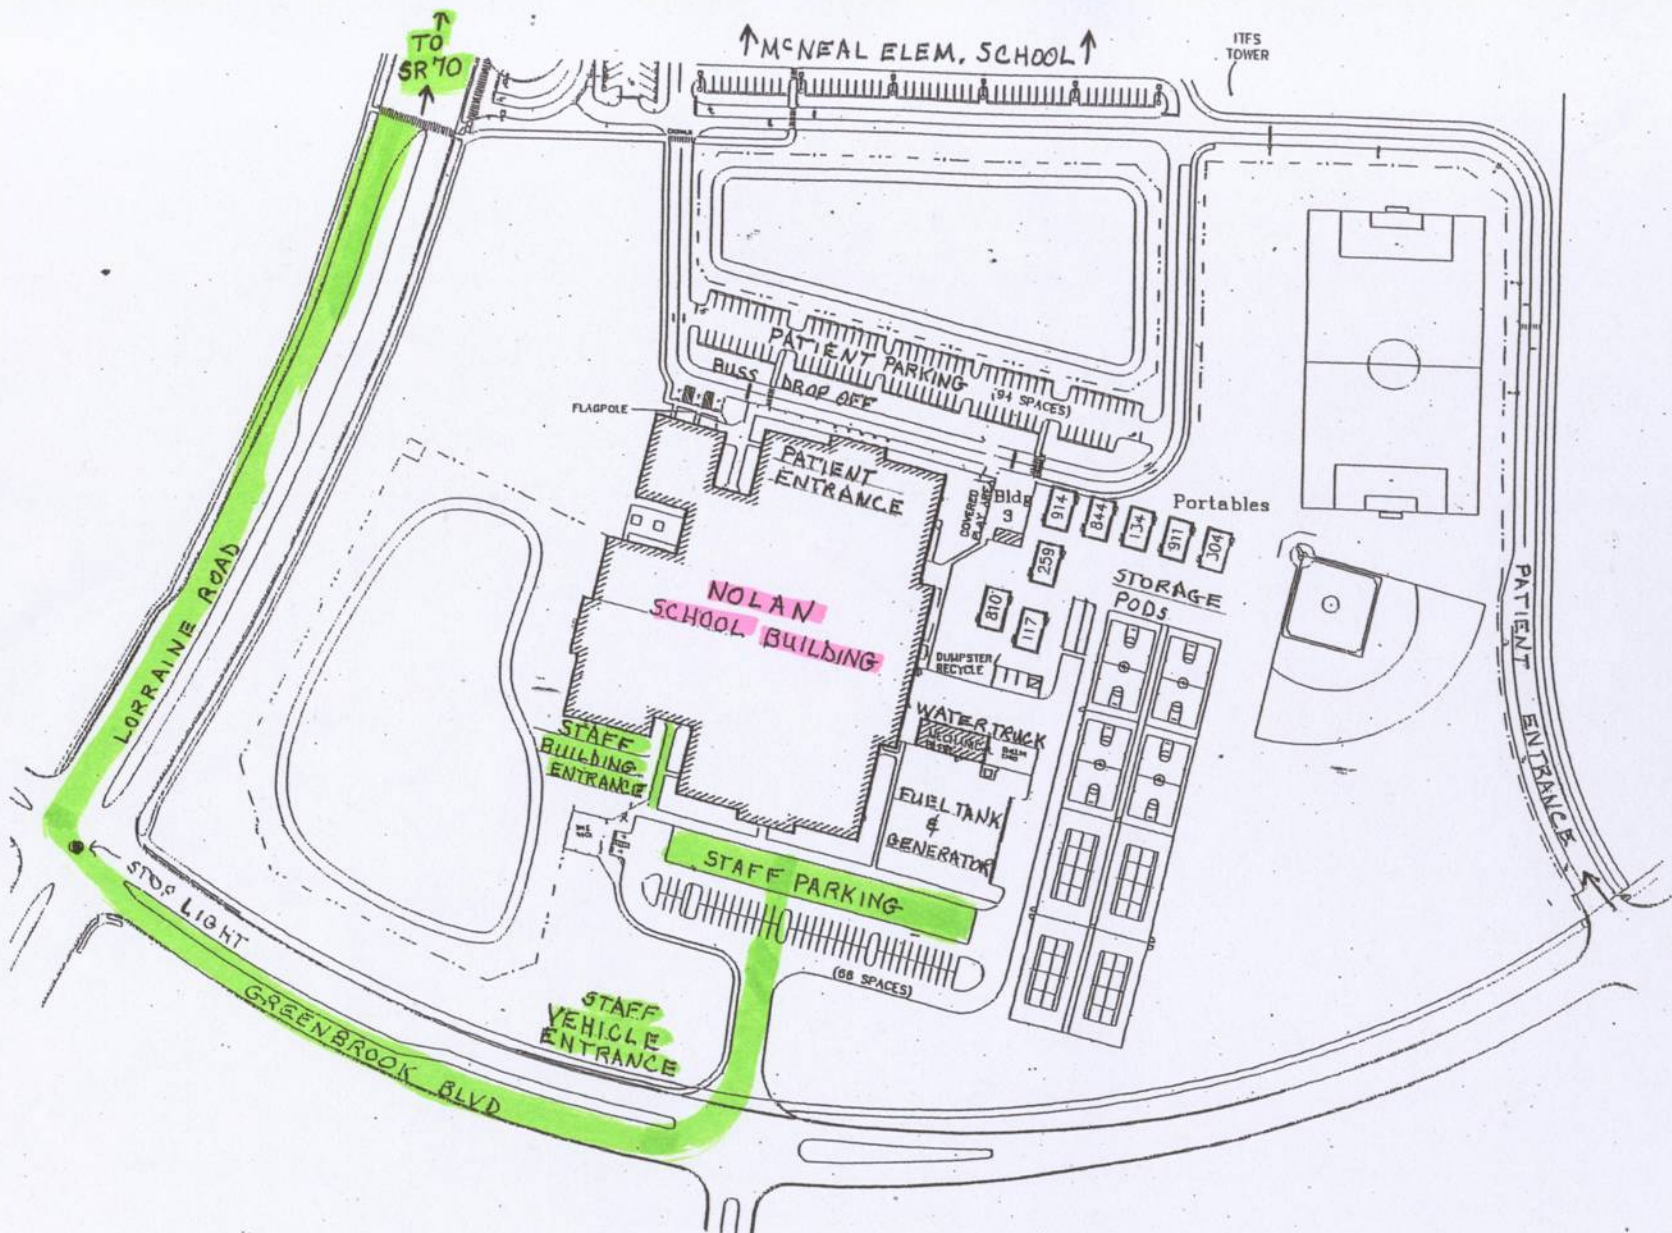 ↑
TO
SR 70
↑MCNEAL ELEM. SCHOOL↑
ITFS
TOWER
PATIENT PARKING
(94 SPACES)
BUSS DROP OFF
FLAGPOLE
PATIENT
ENTRANCE
COVERED
PLAY AREA
Bldg
3
914
844
134
917
304
Portables
259
810
117
STORAGE
PODS
NOLAN
SCHOOL BUILDING
LORRAINE ROAD
DUMPSTER
RECYCLE
WATER TRUCK
STAFF
BUILDING
ENTRANCE
FUEL TANK
&
GENERATOR
STAFF PARKING
(68 SPACES)
PATIENT ENTRANCE
STOP LIGHT
GREENBROOK BLVD
STAFF
VEHICLE
ENTRANCE